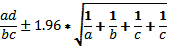 ad/bc ± 1.96 * √(1/a + 1/b + 1/c + 1/c)